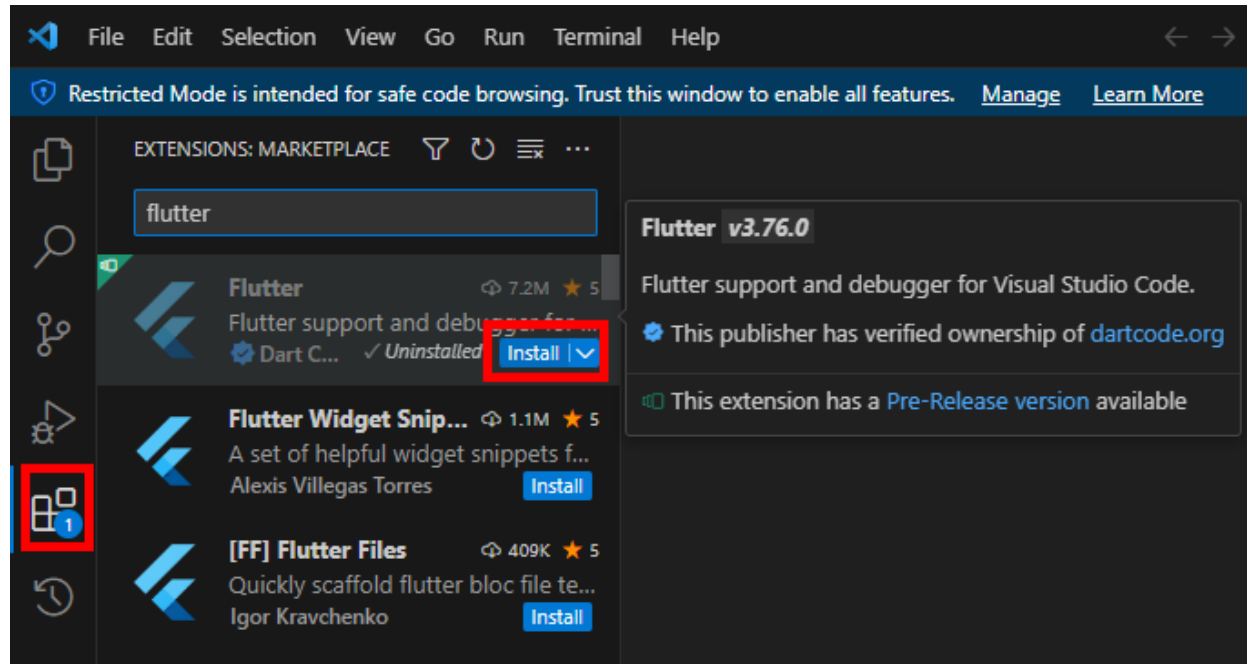 File Edit Selection View Go Run Terminal Help
Restricted Mode is intended for safe code browsing. Trust this window to enable all features. Manage Learn More
EXTENSIONS: MARKETPLACE
flutter
Flutter 7.2M 5
Flutter support and debugger for ...
Dart C... Uninstalled Install
Flutter Widget Snip... 1.1M 5
A set of helpful widget snippets f...
Alexis Villegas Torres Install
[FF] Flutter Files 409K 5
Quickly scaffold flutter bloc file te...
Igor Kravchenko Install
1
Flutter v3.76.0
Flutter support and debugger for Visual Studio Code.
This publisher has verified ownership of dartcode.org
This extension has a Pre-Release version available